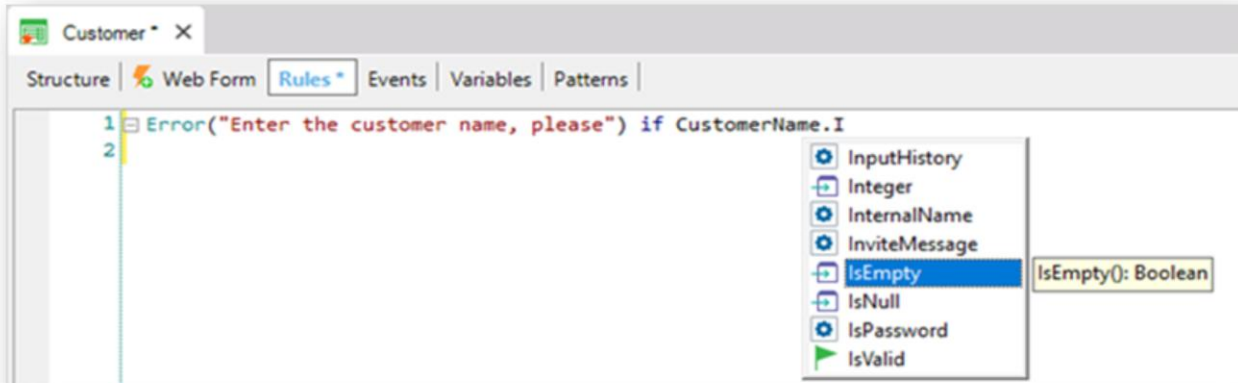 Customer * X
Structure Web Form Rules * Events Variables Patterns
1 Error("Enter the customer name, please") if CustomerName.I
2
InputHistory
Integer
InternalName
InviteMessage
IsEmpty IsEmpty(): Boolean
IsNull
IsPassword
IsValid